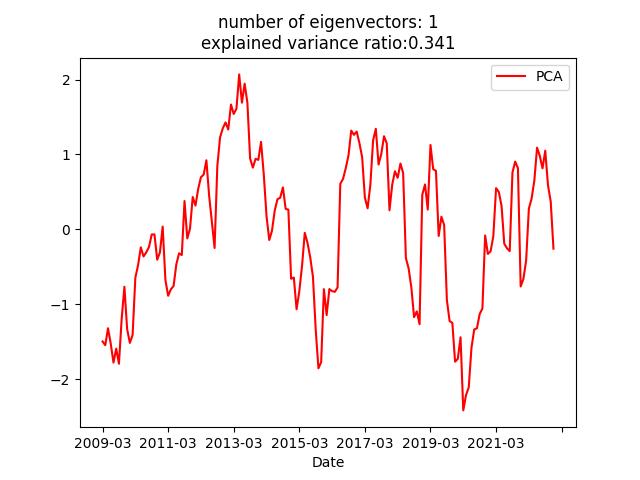 number of eigenvectors: 1
explained variance ratio:0.341
PCA
2
1
0
−1
−2
2009-03 2011-03 2013-03 2015-03 2017-03 2019-03 2021-03
Date